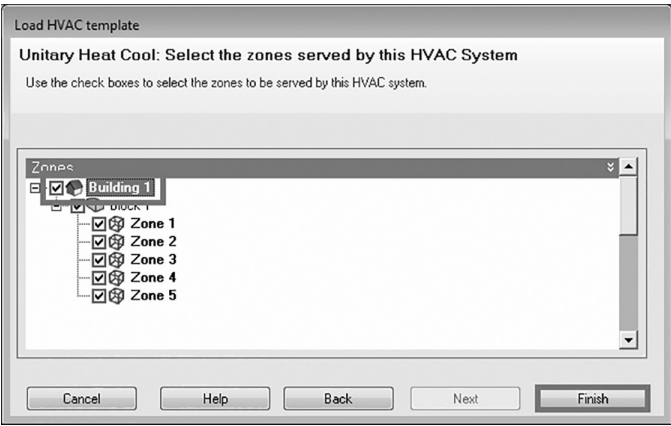 Load HVAC template
Unitary Heat Cool: Select the zones served by this HVAC System
Use the check boxes to select the zones to be served by this HVAC system.
Zones
Building 1
Block 1
Zone 1
Zone 2
Zone 3
Zone 4
Zone 5
Cancel Help Back Next Finish